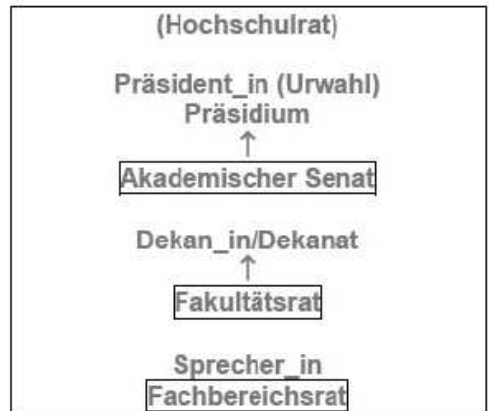 (Hochschulrat)
Präsident_in (Urwahl)
Präsidium
↑
Akademischer Senat
Dekan_in/Dekanat
↑
Fakultätsrat
Sprecher_in
Fachbereichsrat